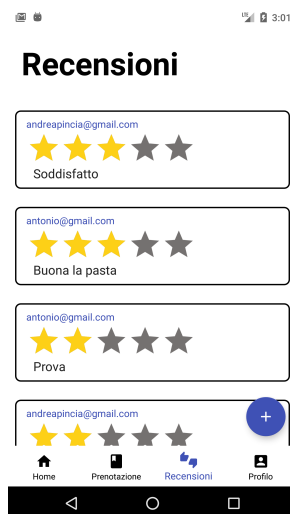 LTE 3:01
Recensioni
andreapincia@gmail.com
Soddisfatto
antonio@gmail.com
Buona la pasta
antonio@gmail.com
Prova
andreapincia@gmail.com
Home Prenotazione Recensioni Profilo